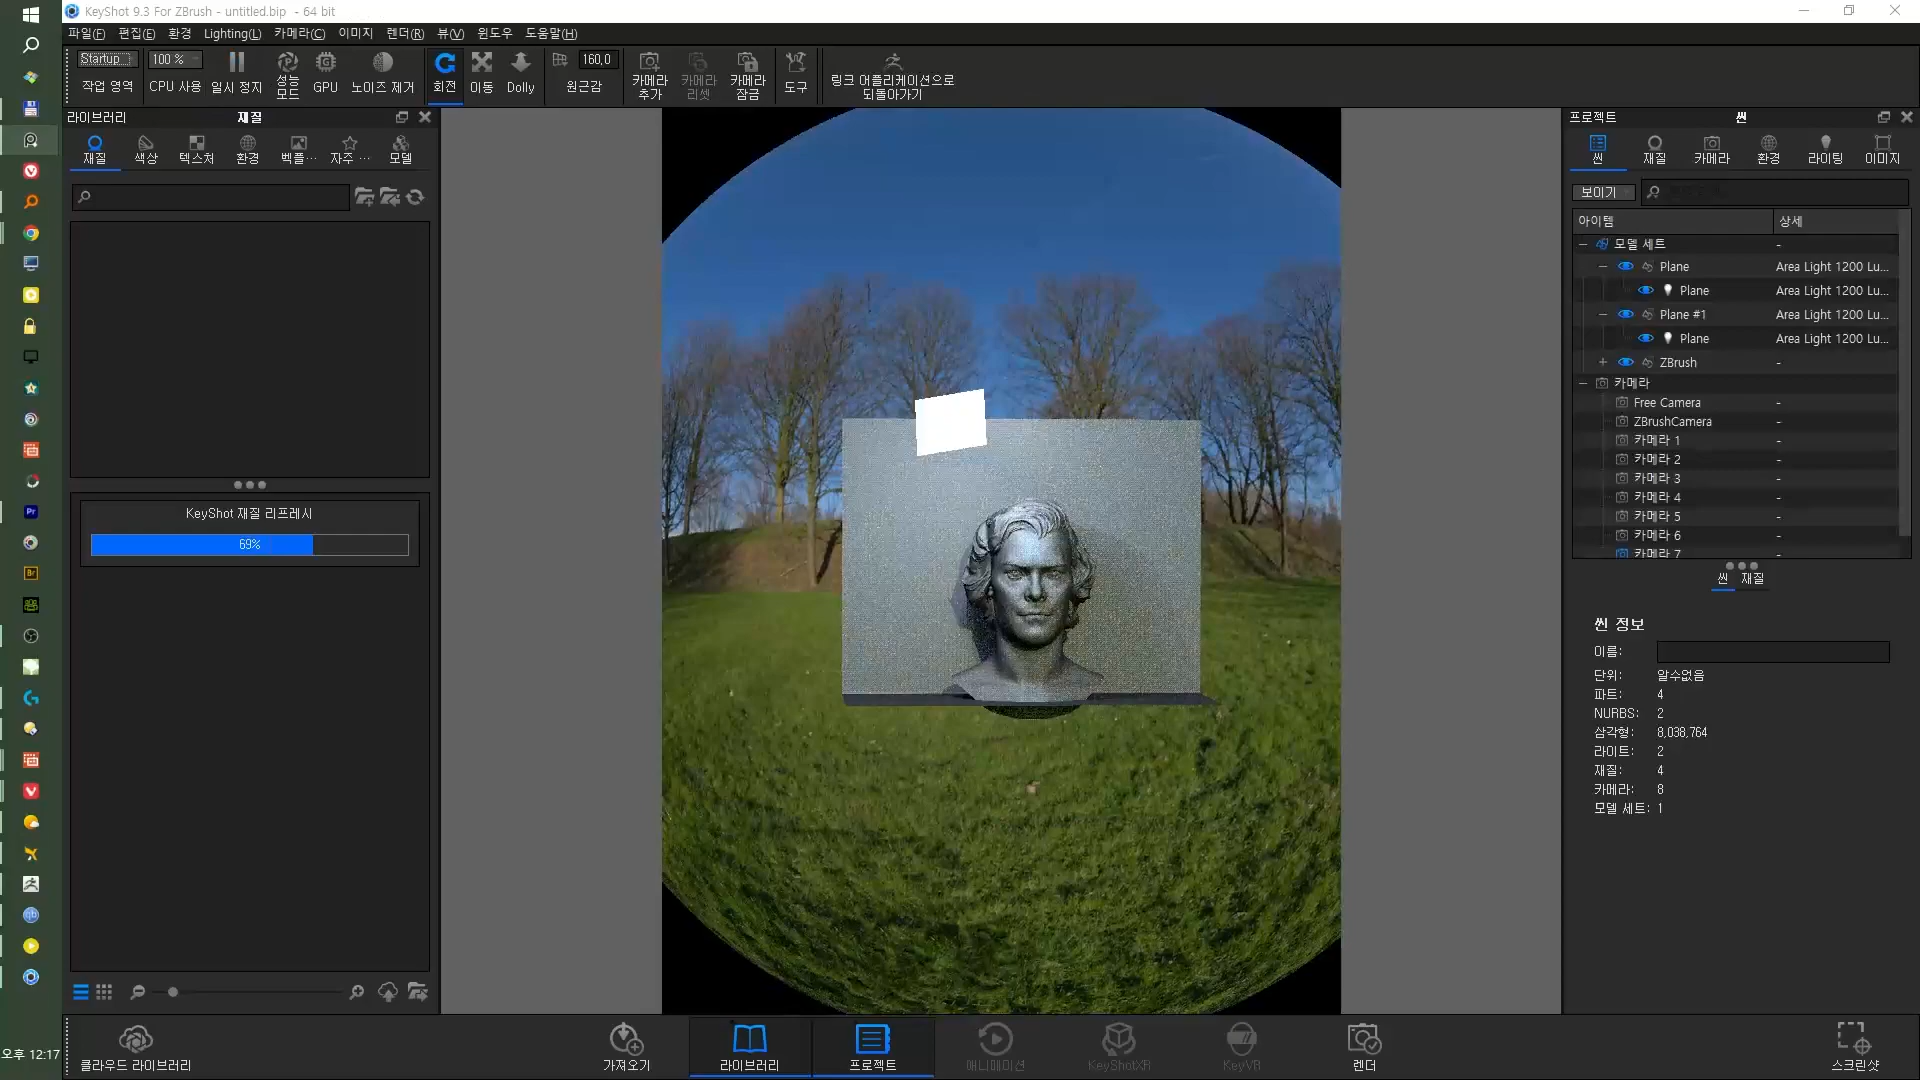 KeyShot 9.3 For ZBrush - untitled.bip - 64 bit
파일(F) 편집(E) 환경 Lighting(L) 카메라(C) 이미지 렌더(R) 뷰(V) 윈도우 도움말(H)
Startup 100 % 160,0
작업 영역 CPU 사용 일시 정지 성능 모드 GPU 노이즈 제거 회전 이동 Dolly 원근감 카메라 추가 카메라 리셋 카메라 잠금 도구 링크 어플리케이션으로 되돌아가기
라이브러리 재질
재질 색상 텍스처 환경 벡플… 자주 … 모델
KeyShot 재질 리프레시
69%
프로젝트 씬
씬 재질 카메라 환경 라이팅 이미지
보이기
아이템 상세
모델 세트 -
Plane Area Light 1200 Lu...
Plane Area Light 1200 Lu...
Plane #1 Area Light 1200 Lu...
Plane Area Light 1200 Lu...
ZBrush -
카메라
Free Camera -
ZBrushCamera -
카메라 1 -
카메라 2 -
카메라 3 -
카메라 4 -
카메라 5 -
카메라 6 -
카메라 7 -
씬 재질
씬 정보
이름:
단위: 알수없음
파트: 4
NURBS: 2
삼각형: 8,038,764
라이트: 2
재질: 4
카메라: 8
모델 세트: 1
오후 12:17
클라우드 라이브러리 가져오기 라이브러리 프로젝트 애니메이션 KeyShotXR KeyVR 렌더 스크린샷